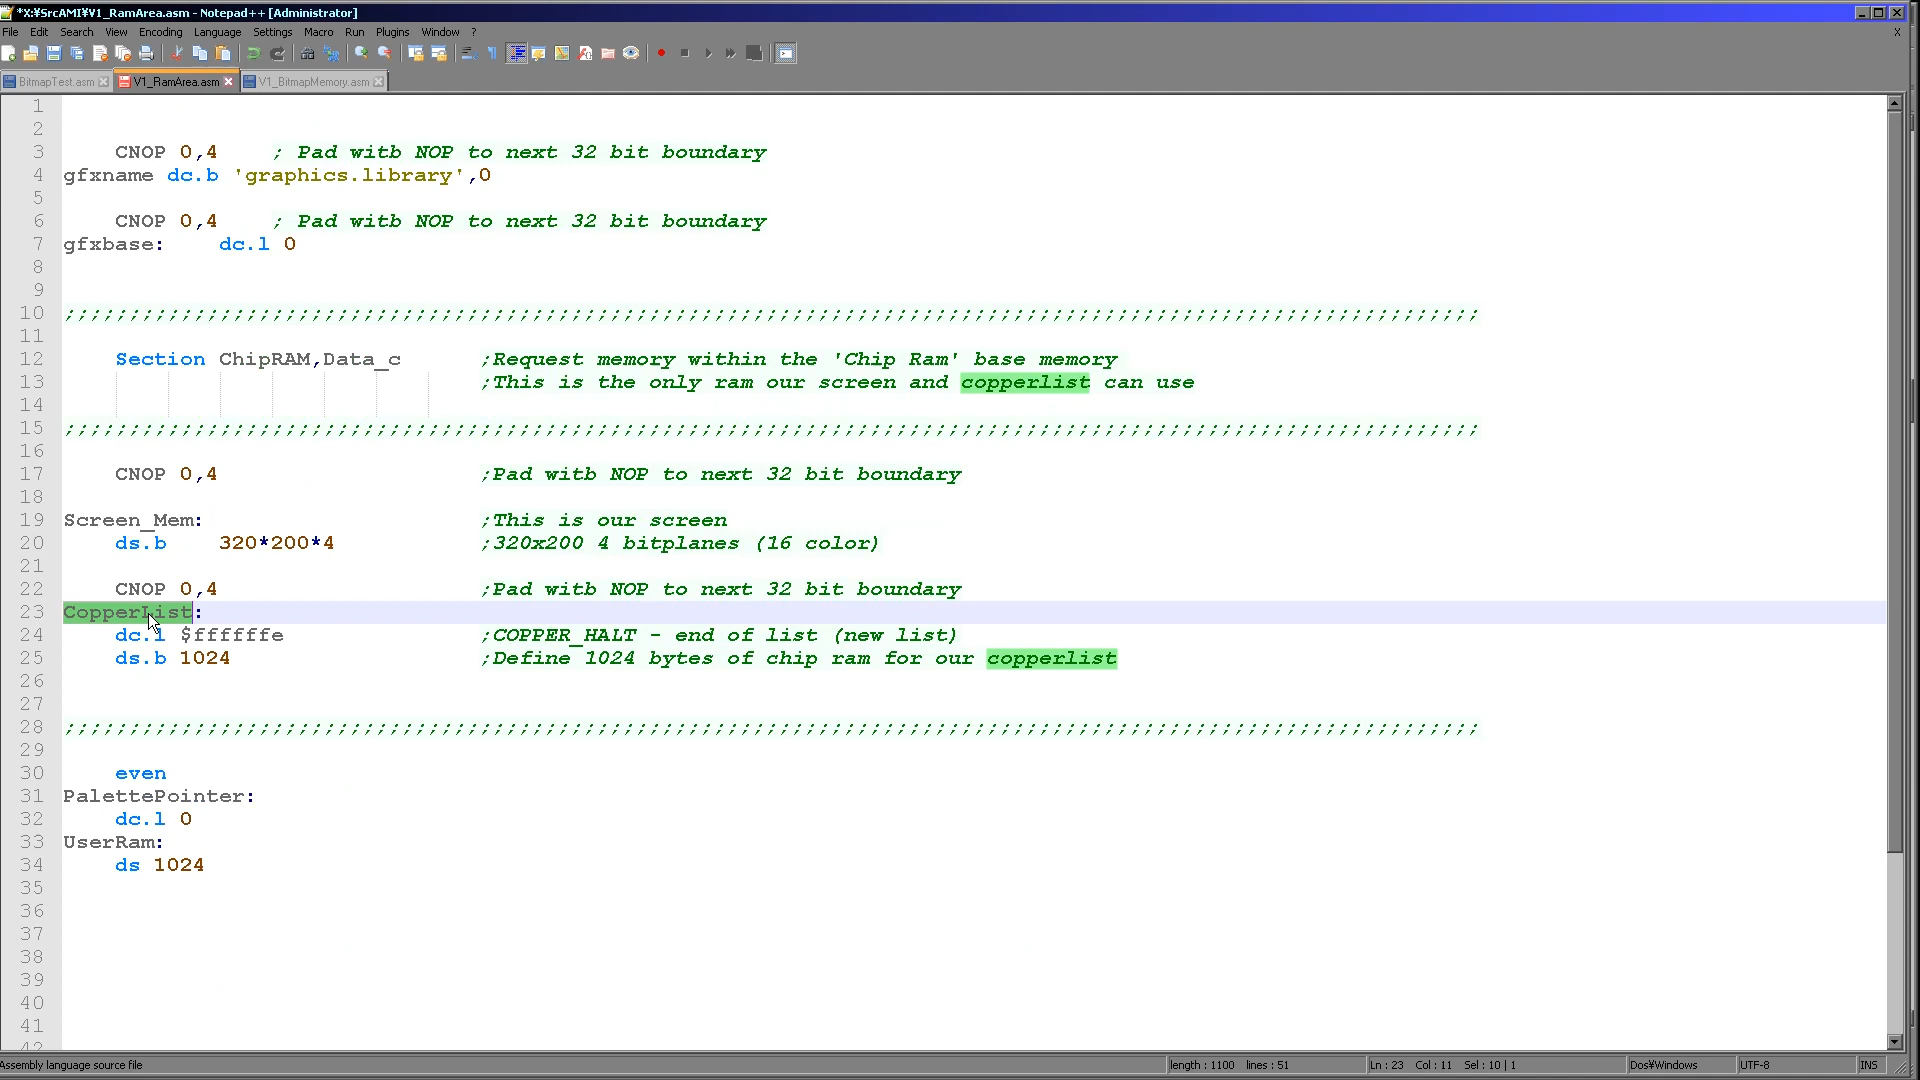 *X:¥SrcAMI¥V1_RamArea.asm - Notepad++ [Administrator]
File Edit Search View Encoding Language Settings Macro Run Plugins Window ? X
BitmapTest.asm V1_RamArea.asm V1_BitmapMemory.asm
1
2
3 CNOP 0,4 ; Pad witb NOP to next 32 bit boundary
4 gfxname dc.b 'graphics.library',0
5
6 CNOP 0,4 ; Pad witb NOP to next 32 bit boundary
7 gfxbase: dc.l 0
8
9
10 ;;;;;;;;;;;;;;;;;;;;;;;;;;;;;;;;;;;;;;;;;;;;;;;;;;;;;;;;;;;;;;;;;;;;;;;;;;;;;;;;;;;;;;;;;;;;;;;;;;;;;;;;;;;;;
11
12 Section ChipRAM,Data_c ;Request memory within the 'Chip Ram' base memory
13 ;This is the only ram our screen and copperlist can use
14
15 ;;;;;;;;;;;;;;;;;;;;;;;;;;;;;;;;;;;;;;;;;;;;;;;;;;;;;;;;;;;;;;;;;;;;;;;;;;;;;;;;;;;;;;;;;;;;;;;;;;;;;;;;;;;;;
16
17 CNOP 0,4 ;Pad witb NOP to next 32 bit boundary
18
19 Screen_Mem: ;This is our screen
20 ds.b 320*200*4 ;320x200 4 bitplanes (16 color)
21
22 CNOP 0,4 ;Pad witb NOP to next 32 bit boundary
23 CopperList:
24 dc.l $fffffffe ;COPPER_HALT - end of list (new list)
25 ds.b 1024 ;Define 1024 bytes of chip ram for our copperlist
26
27
28 ;;;;;;;;;;;;;;;;;;;;;;;;;;;;;;;;;;;;;;;;;;;;;;;;;;;;;;;;;;;;;;;;;;;;;;;;;;;;;;;;;;;;;;;;;;;;;;;;;;;;;;;;;;;;;
29
30 even
31 PalettePointer:
32 dc.l 0
33 UserRam:
34 ds 1024
35
36
37
38
39
40
41
42
Assembly language source file length : 1100 lines : 51 Ln : 23 Col : 11 Sel : 10 | 1 Dos¥Windows UTF-8 INS